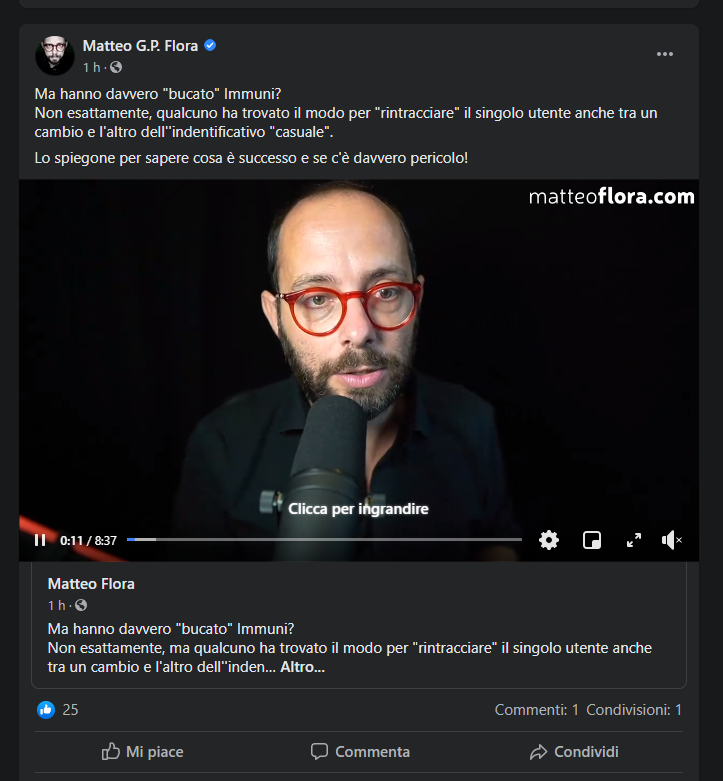 Matteo G.P. Flora
1 h ·
Ma hanno davvero "bucato" Immuni?
Non esattamente, qualcuno ha trovato il modo per "rintracciare" il singolo utente anche tra un
cambio e l'altro dell''indentificativo "casuale".
Lo spiegone per sapere cosa è successo e se c'è davvero pericolo!
matteoflora.com
Clicca per ingrandire
0:11 / 8:37
Matteo Flora
1 h ·
Ma hanno davvero "bucato" Immuni?
Non esattamente, ma qualcuno ha trovato il modo per "rintracciare" il singolo utente anche
tra un cambio e l'altro dell''inden... Altro...
25
Commenti: 1 Condivisioni: 1
Mi piace
Commenta
Condividi